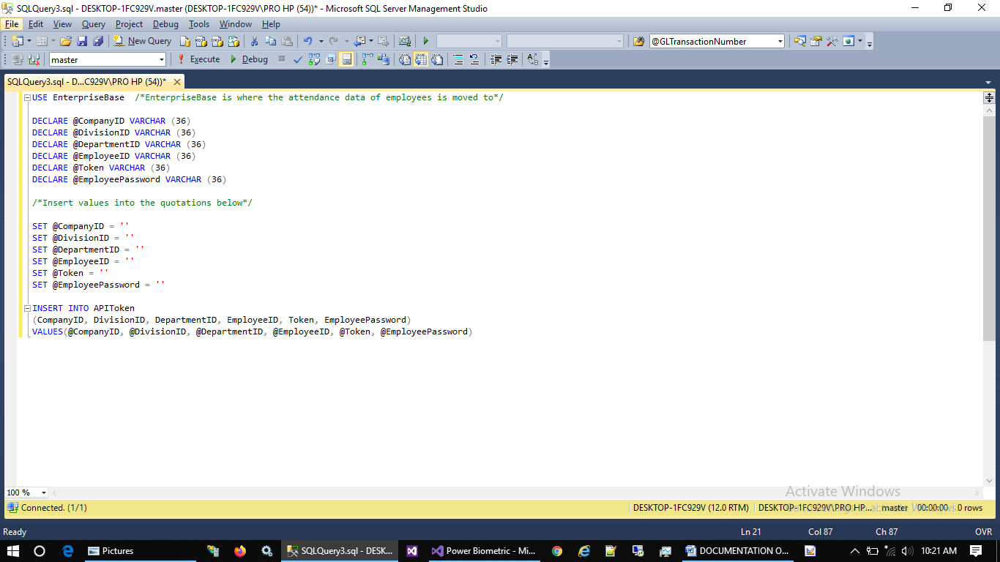 SQLQuery3.sql - DESKTOP-1FC929V.master (DESKTOP-1FC929V\PRO HP (54))* - Microsoft SQL Server Management Studio
File Edit View Query Project Debug Tools Window Help
New Query @GLTransactionNumber
master Execute Debug
SQLQuery3.sql - D...C929V\PRO HP (54))*
USE EnterpriseBase /*EnterpriseBase is where the attendance data of employees is moved to*/
DECLARE @CompanyID VARCHAR (36)
DECLARE @DivisionID VARCHAR (36)
DECLARE @DepartmentID VARCHAR (36)
DECLARE @EmployeeID VARCHAR (36)
DECLARE @Token VARCHAR (36)
DECLARE @EmployeePassword VARCHAR (36)
/*Insert values into the quotations below*/
SET @CompanyID = ''
SET @DivisionID = ''
SET @DepartmentID = ''
SET @EmployeeID = ''
SET @Token = ''
SET @EmployeePassword = ''
INSERT INTO APIToken
(CompanyID, DivisionID, DepartmentID, EmployeeID, Token, EmployeePassword)
VALUES(@CompanyID, @DivisionID, @DepartmentID, @EmployeeID, @Token, @EmployeePassword)
Activate Windows
100 %
Connected. (1/1) DESKTOP-1FC929V (12.0 RTM) DESKTOP-1FC929V\PRO HP... master 00:00:00 0 rows
Ready Ln 21 Col 87 Ch 87 OVR
Pictures SQLQuery3.sql - DESK... Power Biometric - Mi... DOCUMENTATION O... 10:21 AM